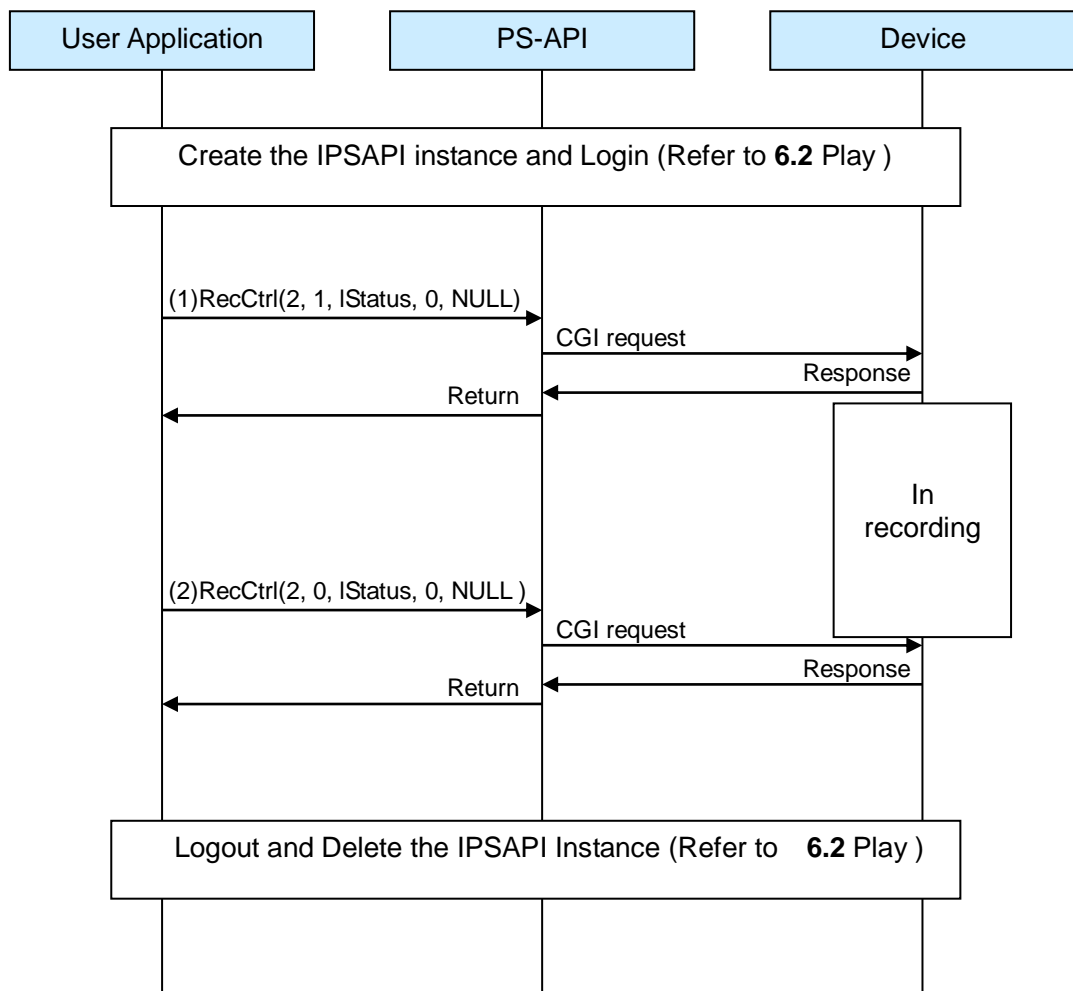 User Application
PS-API
Device
Create the IPSAPI instance and Login (Refer to 6.2 Play )
(1)RecCtrl(2, 1, lStatus, 0, NULL)
CGI request
Response
Return
In
recording
(2)RecCtrl(2, 0, lStatus, 0, NULL )
CGI request
Response
Return
Logout and Delete the IPSAPI Instance (Refer to 6.2 Play )